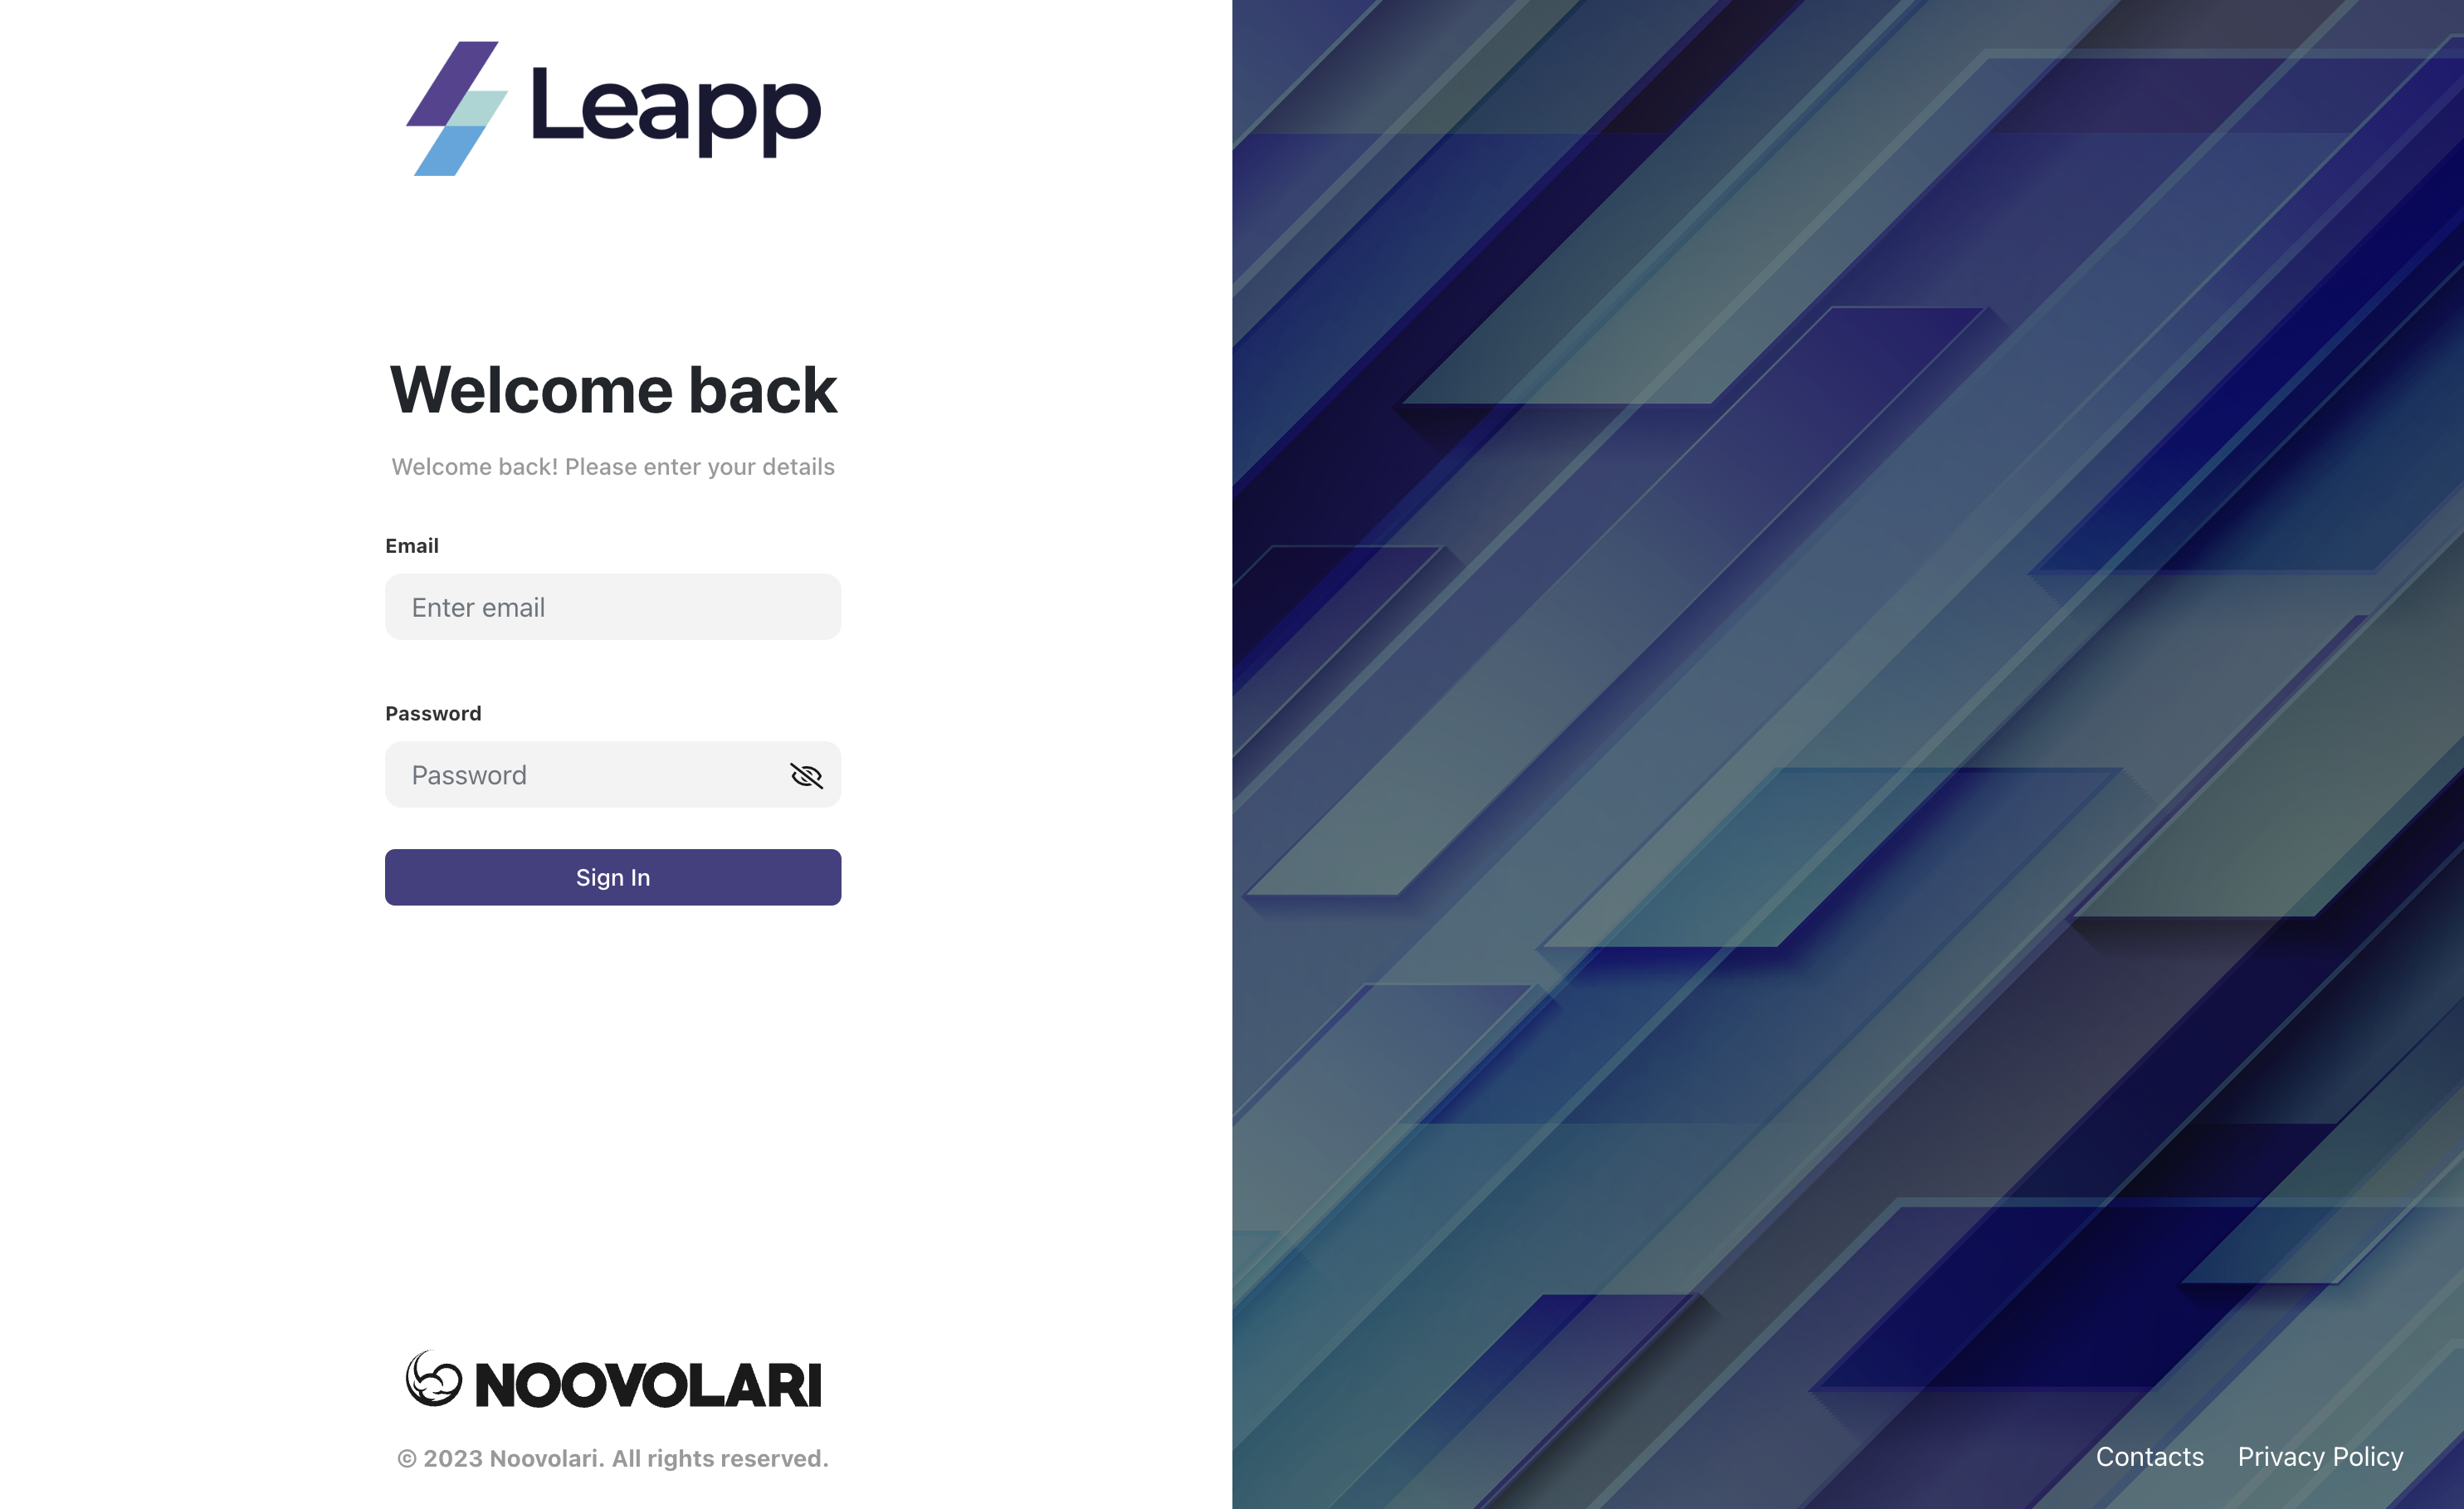 Leapp
Welcome back
Welcome back! Please enter your details
Email
Enter email
Password
Password
Sign In
NOOVOLARI
© 2023 Noovolari. All rights reserved.
Contacts Privacy Policy